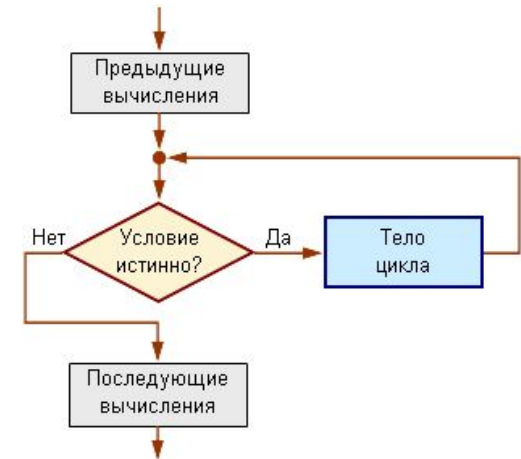 Предыдущие
вычисления
Нет
Условие
истинно?
Да
Тело
цикла
Последующие
вычисления